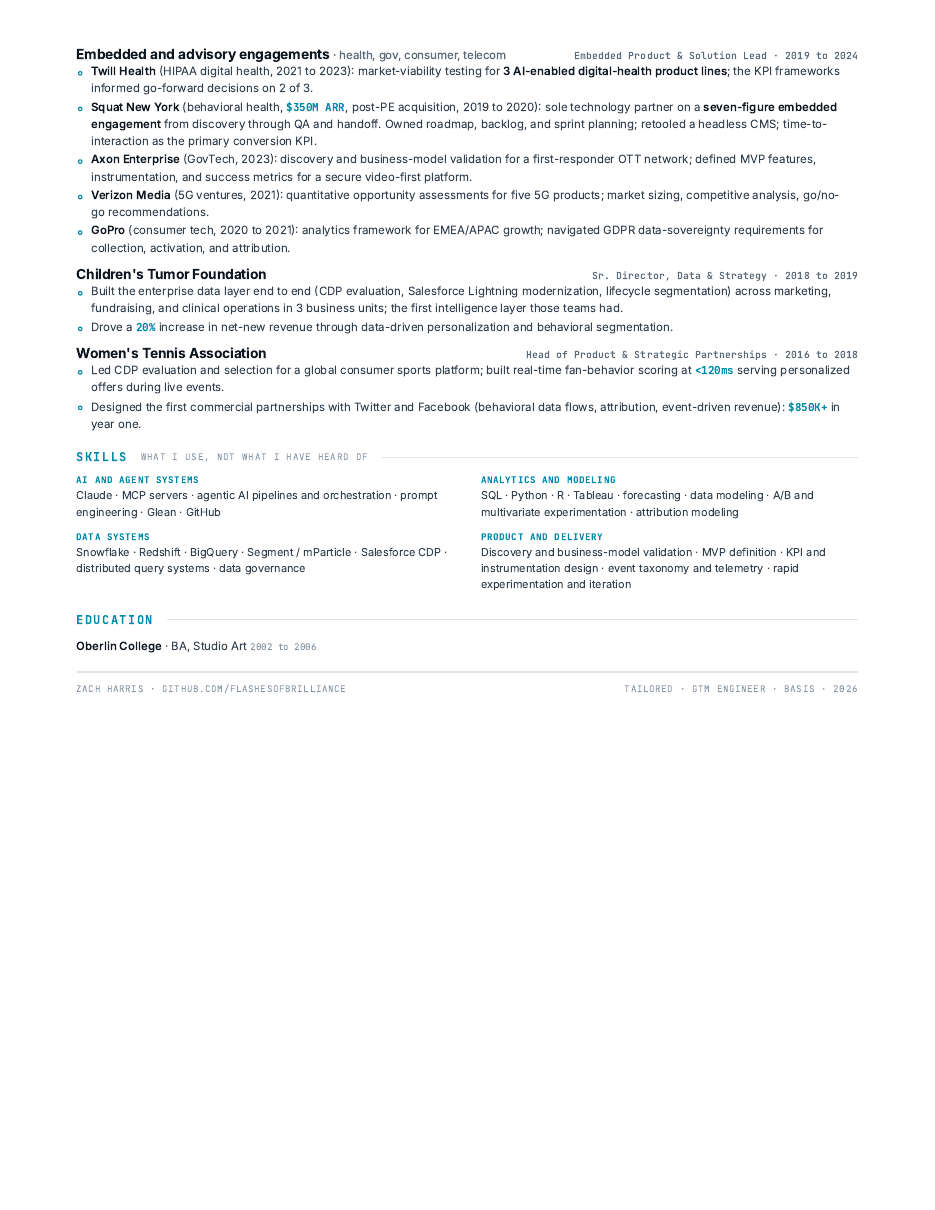 Embedded and advisory engagements · health, gov, consumer, telecom Embedded Product & Solution Lead · 2019 to 2024
Twill Health (HIPAA digital health, 2021 to 2023): market-viability testing for 3 AI-enabled digital-health product lines; the KPI frameworks
informed go-forward decisions on 2 of 3.
Squat New York (behavioral health, $350M ARR, post-PE acquisition, 2019 to 2020): sole technology partner on a seven-figure embedded
engagement from discovery through QA and handoff. Owned roadmap, backlog, and sprint planning; retooled a headless CMS; time-to-
interaction as the primary conversion KPI.
Axon Enterprise (GovTech, 2023): discovery and business-model validation for a first-responder OTT network; defined MVP features,
instrumentation, and success metrics for a secure video-first platform.
Verizon Media (5G ventures, 2021): quantitative opportunity assessments for five 5G products; market sizing, competitive analysis, go/no-
go recommendations.
GoPro (consumer tech, 2020 to 2021): analytics framework for EMEA/APAC growth; navigated GDPR data-sovereignty requirements for
collection, activation, and attribution.
Children's Tumor Foundation Sr. Director, Data & Strategy · 2018 to 2019
Built the enterprise data layer end to end (CDP evaluation, Salesforce Lightning modernization, lifecycle segmentation) across marketing,
fundraising, and clinical operations in 3 business units; the first intelligence layer those teams had.
Drove a 20% increase in net-new revenue through data-driven personalization and behavioral segmentation.
Women's Tennis Association Head of Product & Strategic Partnerships · 2016 to 2018
Led CDP evaluation and selection for a global consumer sports platform; built real-time fan-behavior scoring at <120ms serving personalized
offers during live events.
Designed the first commercial partnerships with Twitter and Facebook (behavioral data flows, attribution, event-driven revenue): $850K+ in
year one.
SKILLS WHAT I USE, NOT WHAT I HAVE HEARD OF
AI AND AGENT SYSTEMS
Claude · MCP servers · agentic AI pipelines and orchestration · prompt
engineering · Glean · GitHub
ANALYTICS AND MODELING
SQL · Python · R · Tableau · forecasting · data modeling · A/B and
multivariate experimentation · attribution modeling
DATA SYSTEMS
Snowflake · Redshift · BigQuery · Segment / mParticle · Salesforce CDP ·
distributed query systems · data governance
PRODUCT AND DELIVERY
Discovery and business-model validation · MVP definition · KPI and
instrumentation design · event taxonomy and telemetry · rapid
experimentation and iteration
EDUCATION
Oberlin College · BA, Studio Art 2002 to 2006
ZACH HARRIS · GITHUB.COM/FLASHESOFBRILLIANCE TAILORED · GTM ENGINEER · BASIS · 2026